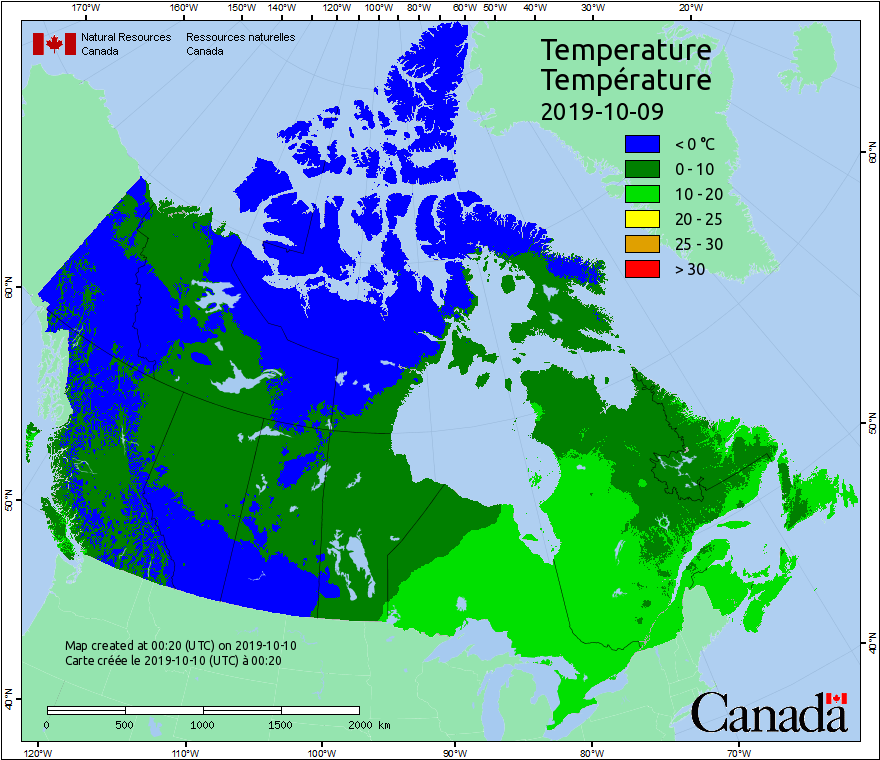 170°W 160°W 150°W 140°W 130°W 120°W 110°W 100°W 90°W 80°W 60°W 50°W 40°W 30°W 20°W
Natural Resources Ressources naturelles
Canada Canada
Temperature
Température
2019-10-09
< 0 °C
0 - 10
10 - 20
20 - 25
25 - 30
> 30
60°N
60°N
50°N
50°N
40°N
40°N
Map created at 00:20 (UTC) on 2019-10-10
Carte créée le 2019-10-10 (UTC) à 00:20
0 500 1000 1500 2000 km
Canada
120°W 110°W 100°W 90°W 80°W 70°W